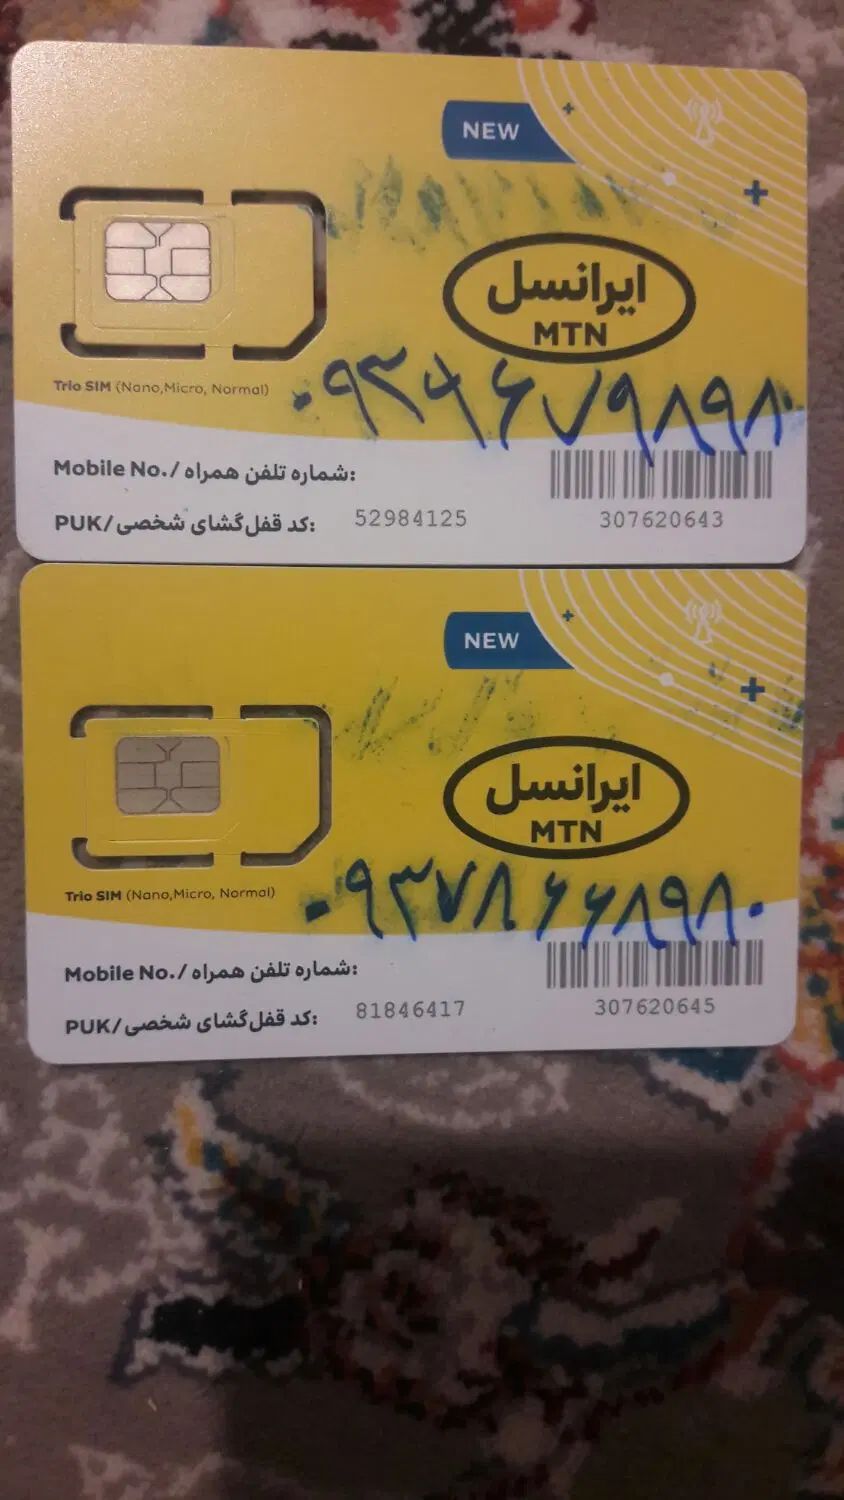 NEW
ایرانسل
MTN
Trio SIM (Nano,Micro, Normal)
Mobile No./شماره تلفن همراه:
PUK/کد قفل‌گشای شخصی: 52984125
307620643
NEW
ایرانسل
MTN
۰۹۳۷۸۶۶۸۹۸۰
Trio SIM (Nano,Micro, Normal)
Mobile No./شماره تلفن همراه:
PUK/کد قفل‌گشای شخصی: 81846417
307620645